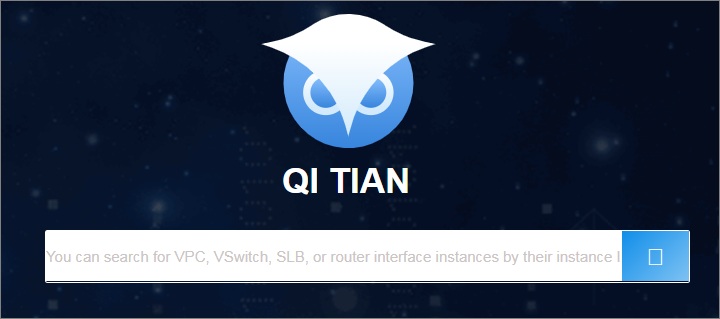 QI TIAN
You can search for VPC, VSwitch, SLB, or router interface instances by their instance I